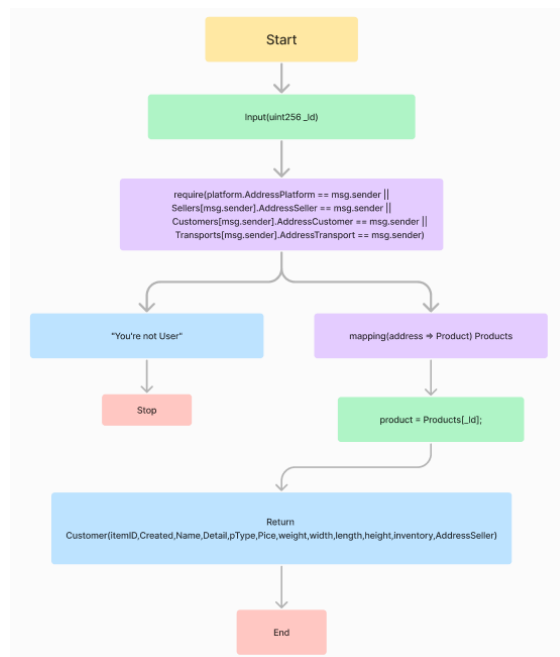 Start
Input(uint256 _Id)
require(platform.AddressPlatform == msg.sender ||
Sellers[msg.sender].AddressSeller == msg.sender ||
Customers[msg.sender].AddressCustomer == msg.sender ||
Transports[msg.sender].AddressTransport == msg.sender)
"You're not User"
mapping(address => Product) Products
Stop
product = Products[_Id];
Return
Customer(itemID,Created,Name,Detail,pType,Pice,weight,width,length,height,inventory,AddressSeller)
End